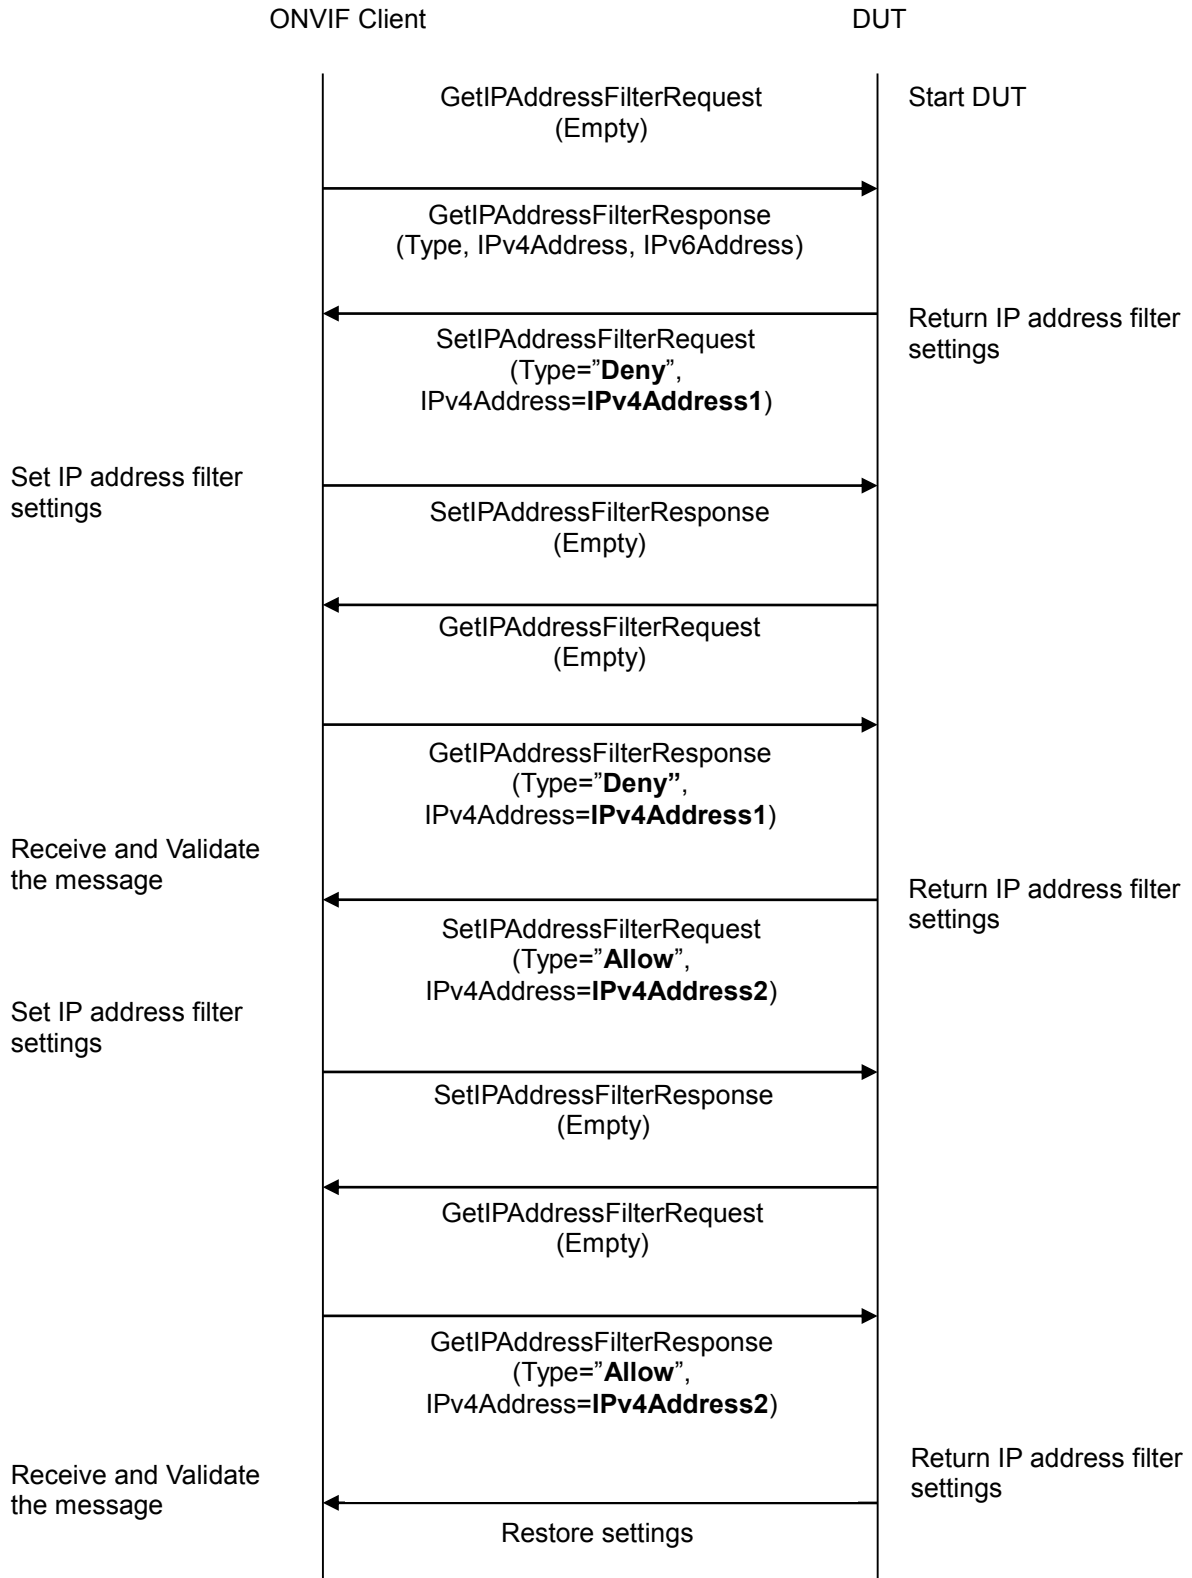 ONVIF Client
DUT
GetIPAddressFilterRequest
(Empty)
Start DUT
GetIPAddressFilterResponse
(Type, IPv4Address, IPv6Address)
Return IP address filter
settings
SetIPAddressFilterRequest
(Type=”Deny”,
IPv4Address=IPv4Address1)
Set IP address filter
settings
SetIPAddressFilterResponse
(Empty)
GetIPAddressFilterRequest
(Empty)
GetIPAddressFilterResponse
(Type=”Deny”,
IPv4Address=IPv4Address1)
Receive and Validate
the message
Return IP address filter
settings
SetIPAddressFilterRequest
(Type=”Allow”,
IPv4Address=IPv4Address2)
Set IP address filter
settings
SetIPAddressFilterResponse
(Empty)
GetIPAddressFilterRequest
(Empty)
GetIPAddressFilterResponse
(Type=”Allow”,
IPv4Address=IPv4Address2)
Receive and Validate
the message
Return IP address filter
settings
Restore settings